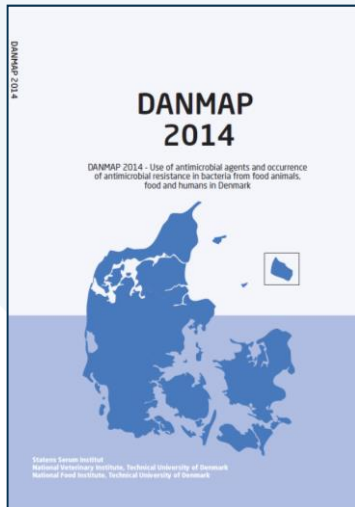 DANMAP 2014
DANMAP
2014
DANMAP 2014 - Use of antimicrobial agents and occurrence
of antimicrobial resistance in bacteria from food animals,
food and humans in Denmark
Statens Serum Institut
National Veterinary Institute, Technical University of Denmark
National Food Institute, Technical University of Denmark